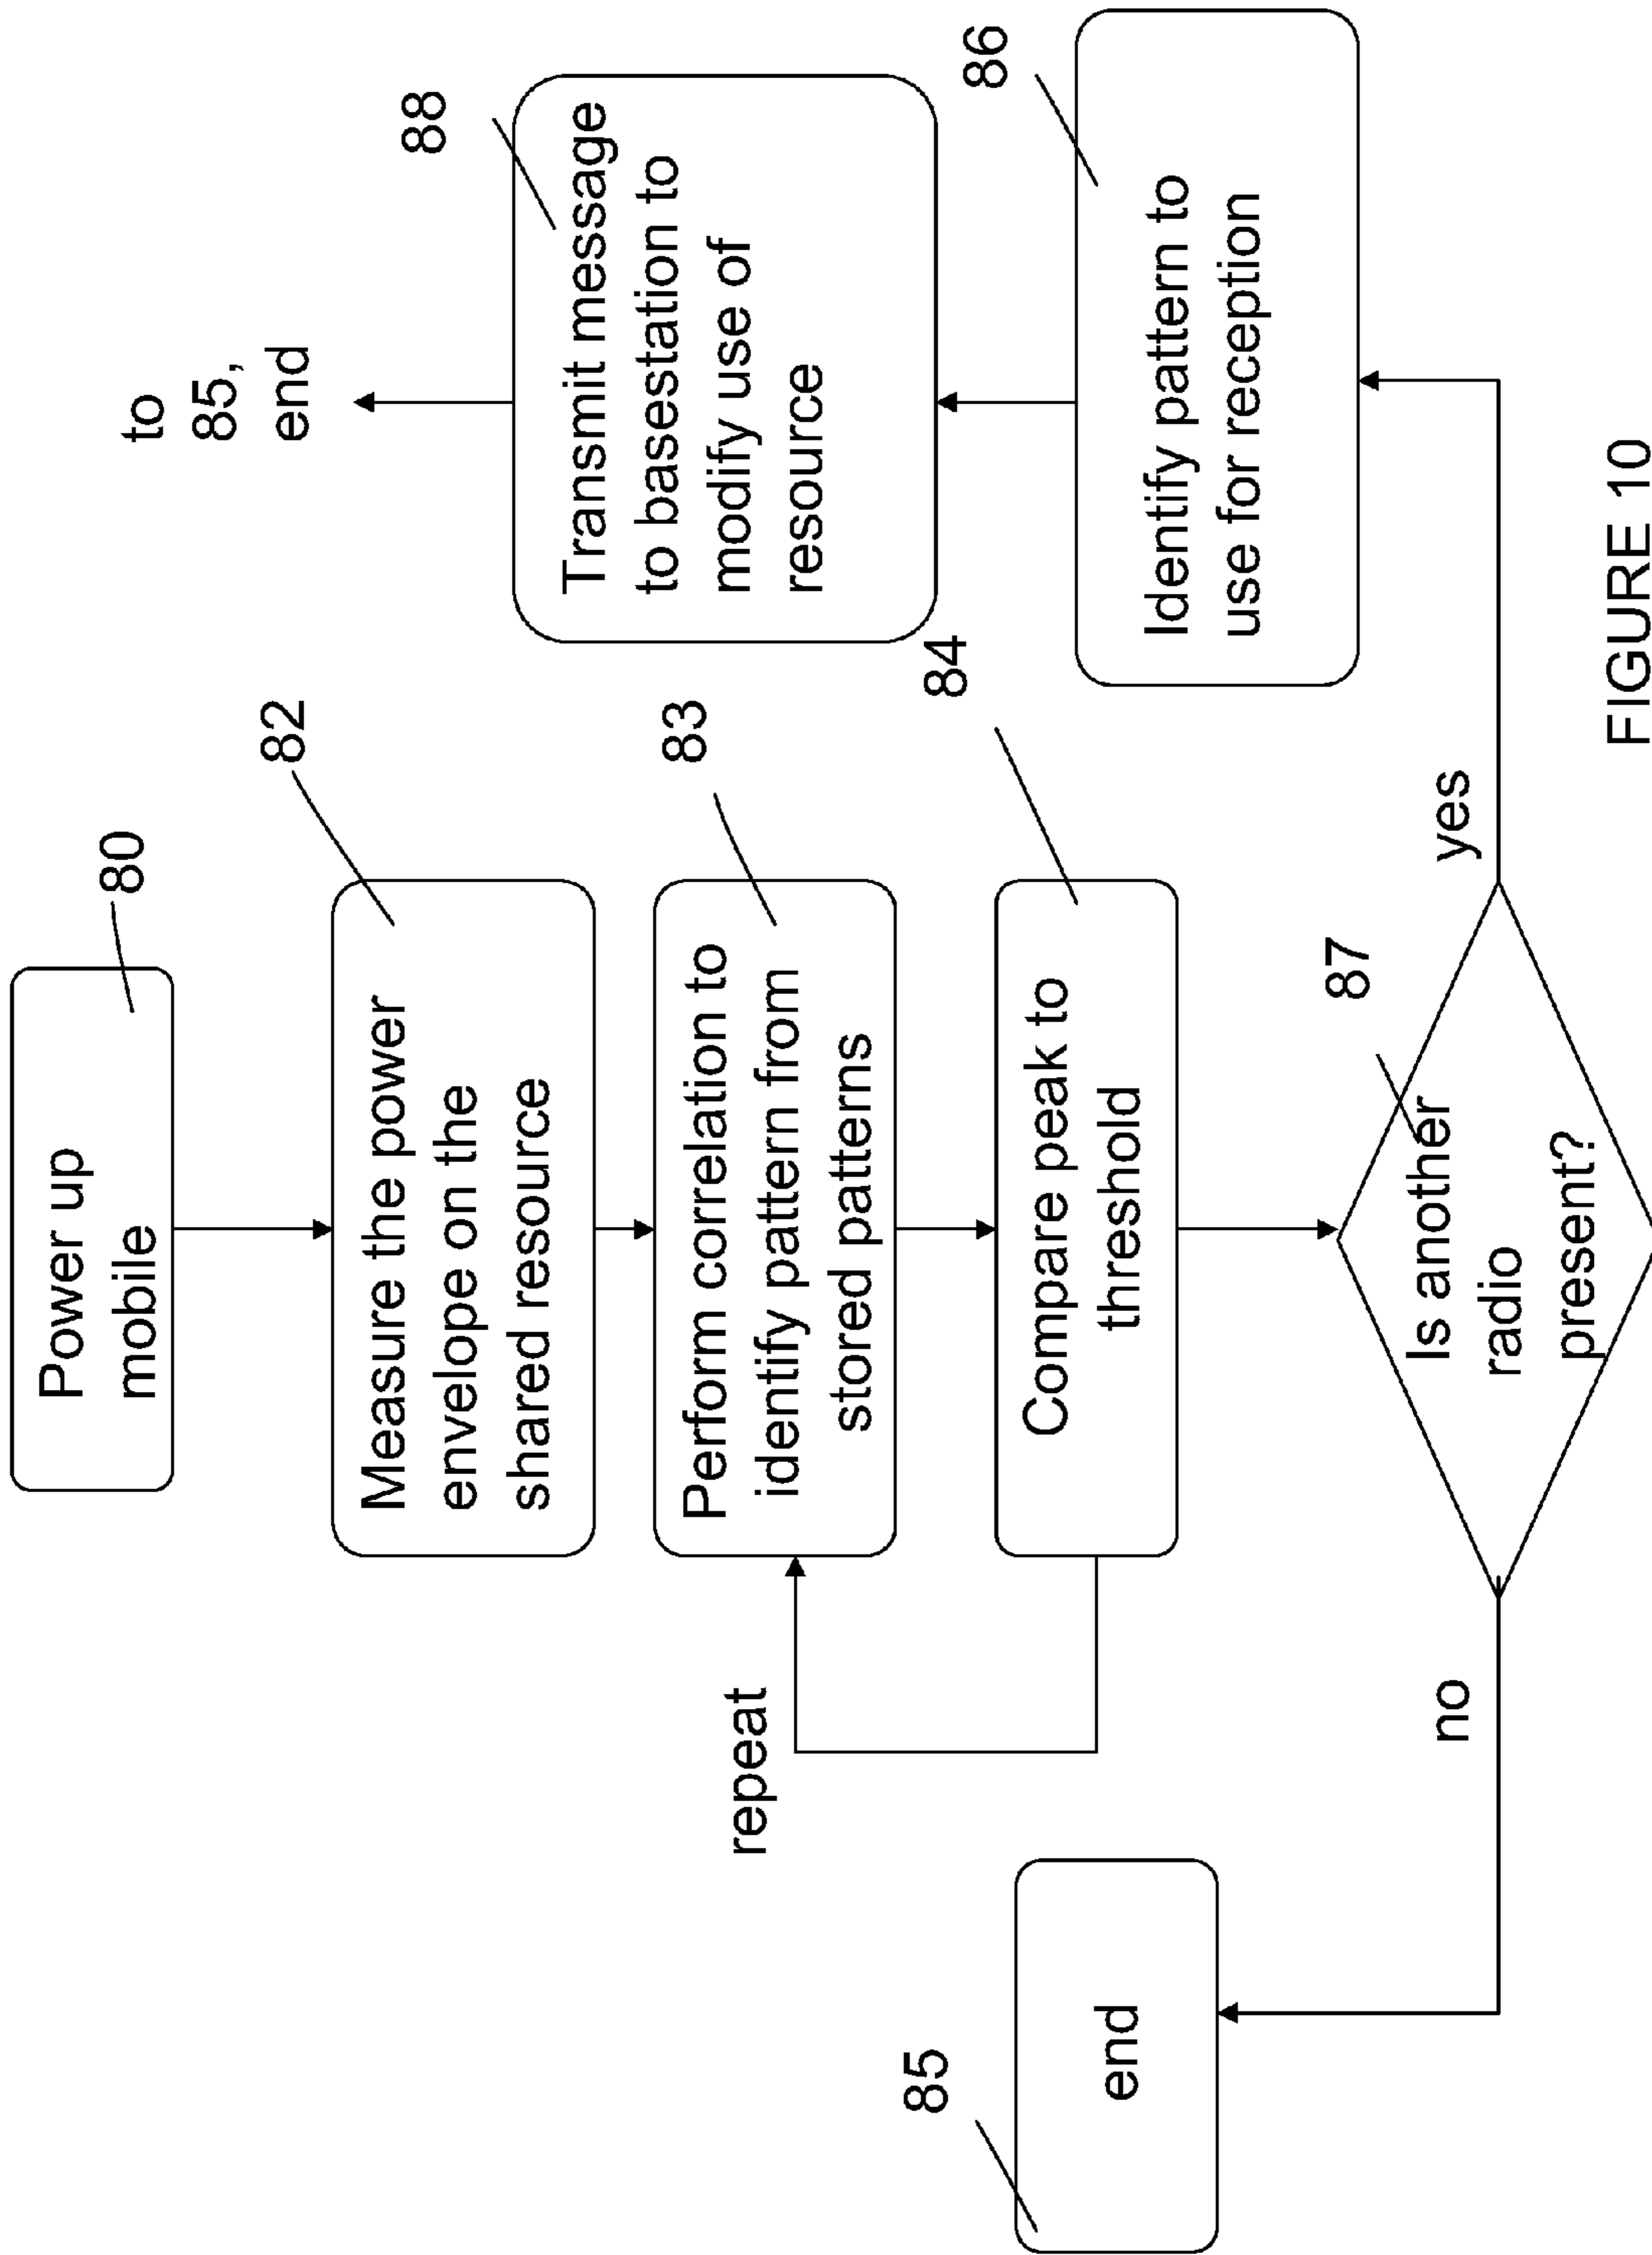 80
Power up
mobile
82
Measure the power
envelope on the
shared resource
83
Perform correlation to
identify pattern from
stored patterns
repeat
84
Compare peak to
threshold
87
Is another
radio
present?
no
yes
85
end
86
Identify pattern to
use for reception
88
Transmit message
to basestation to
modify use of
resource
to
85,
end
FIGURE 10